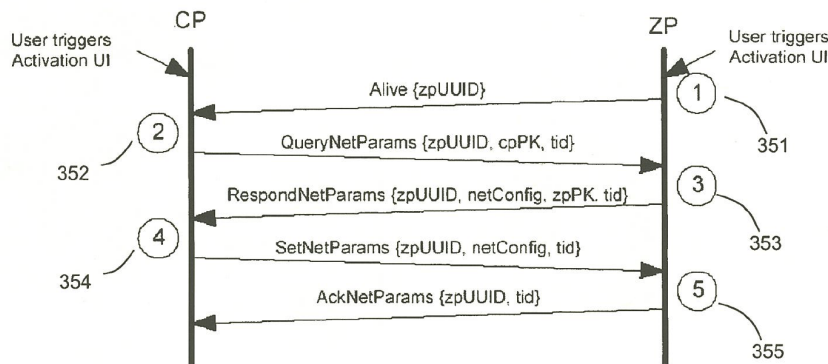 CP
ZP
User triggers
Activation UI
User triggers
Activation UI
Alive {zpUUID}
1
351
2
352
QueryNetParams {zpUUID, cpPK, tid}
3
353
RespondNetParams {zpUUID, netConfig, zpPK. tid}
4
354
SetNetParams {zpUUID, netConfig, tid}
5
355
AckNetParams {zpUUID, tid}